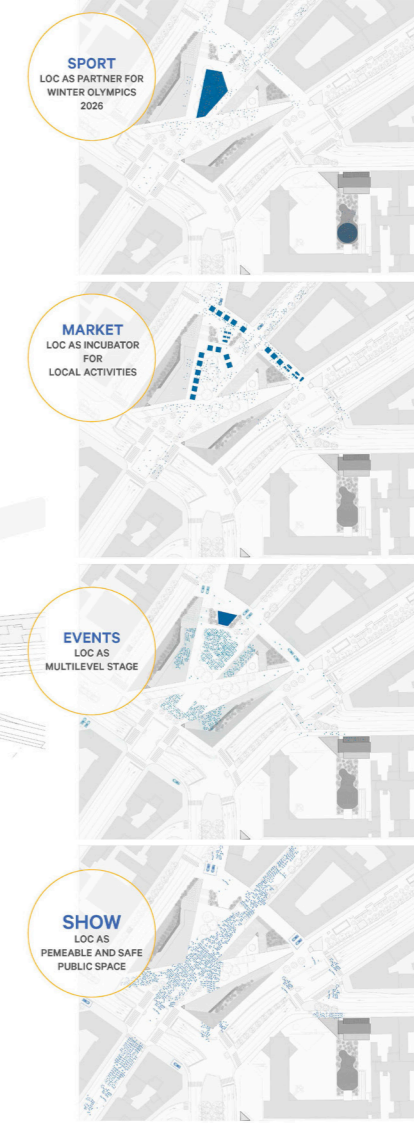 SPORT
LOC AS PARTNER FOR
WINTER OLYMPICS
2026
MARKET
LOC AS INCUBATOR
FOR
LOCAL ACTIVITIES
EVENTS
LOC AS
MULTILEVEL STAGE
SHOW
LOC AS
PEMEABLE AND SAFE
PUBLIC SPACE